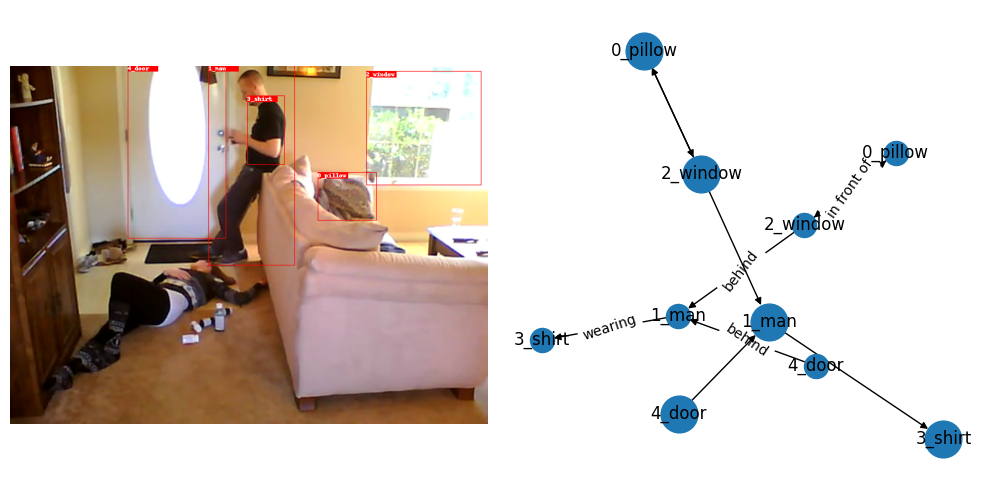 4_door
1_man
2_window
3_shirt
0_pillow
0_pillow
0_pillow
in front of
2_window
2_window
behind
1_man
1_man
wearing
3_shirt
behind
4_door
4_door
3_shirt